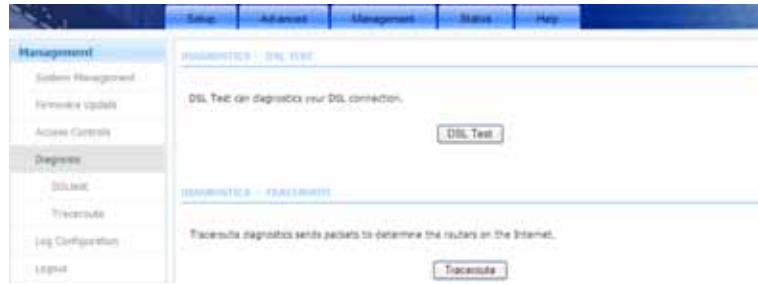 Setup Advanced Management Status Help
Management
System Management
Firmware Update
Access Controls
Diagnosis
DSL test
Traceroute
Log Configuration
Logout
DIAGNOSTICS -- DSL TEST
DSL Test can diagnostics your DSL connection.
DSL Test
DIAGNOSTICS -- TRACEROUTE
Traceroute diagnostics sends packets to determine the routers on the Internet.
Traceroute